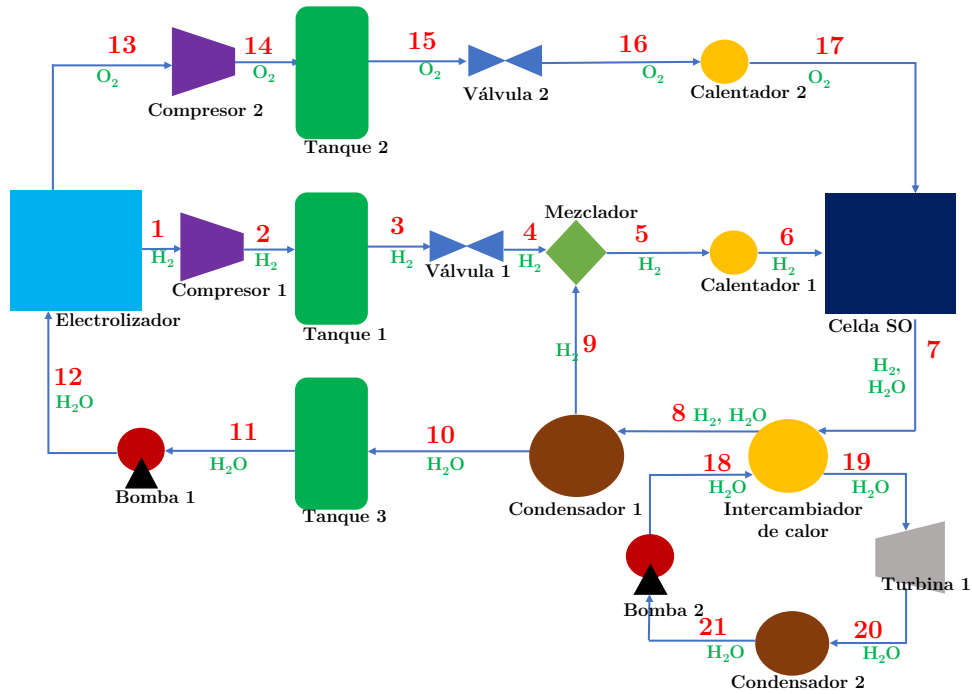 13
O₂
Compresor 2
14
O₂
Tanque 2
15
O₂
Válvula 2
16
O₂
Calentador 2
17
O₂
Electrolizador
1
H₂
Compresor 1
2
H₂
Tanque 1
3
H₂
Válvula 1
4
H₂
Mezclador
5
H₂
Calentador 1
6
H₂
Celda SO
7
H₂,
H₂O
8
H₂, H₂O
9
H₂
Condensador 1
10
H₂O
Tanque 3
11
H₂O
Bomba 1
12
H₂O
18
H₂O
Intercambiador
de calor
19
H₂O
Turbina 1
20
H₂O
Condensador 2
21
H₂O
Bomba 2